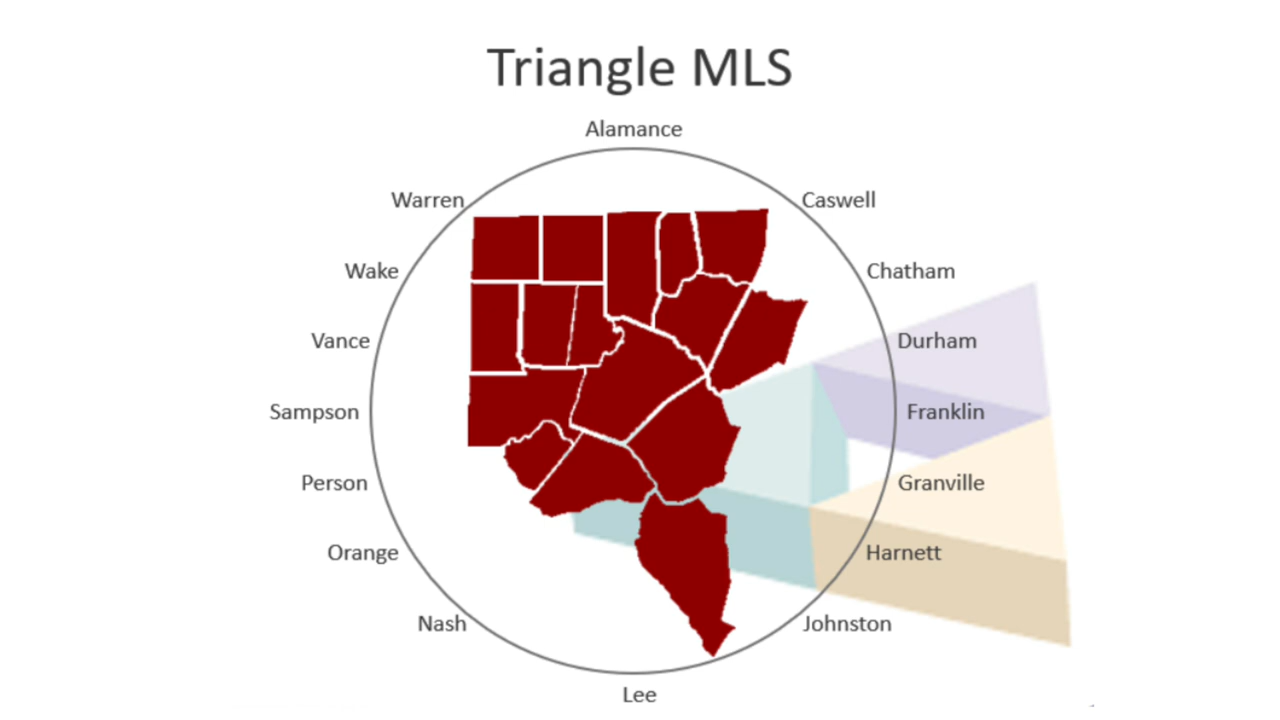 Triangle MLS
Alamance
Warren
Caswell
Wake
Chatham
Vance
Durham
Sampson
Franklin
Person
Granville
Orange
Harnett
Nash
Johnston
Lee